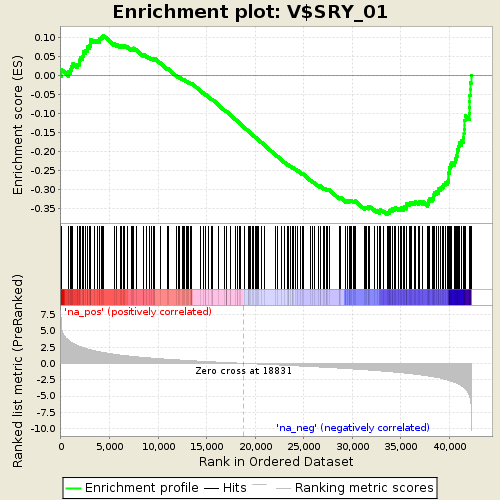 Enrichment plot: V$SRY_01
Enrichment score (ES)
0.10
0.05
0.00
-0.05
-0.10
-0.15
-0.20
-0.25
-0.30
-0.35
'na_pos' (positively correlated)
Ranked list metric (PreRanked)
7.5
5.0
2.5
0.0
-2.5
-5.0
-7.5
-10.0
Zero cross at 18831
'na_neg' (negatively correlated)
0 5,000 10,000 15,000 20,000 25,000 30,000 35,000 40,000
Rank in Ordered Dataset
Enrichment profile Hits Ranking metric scores